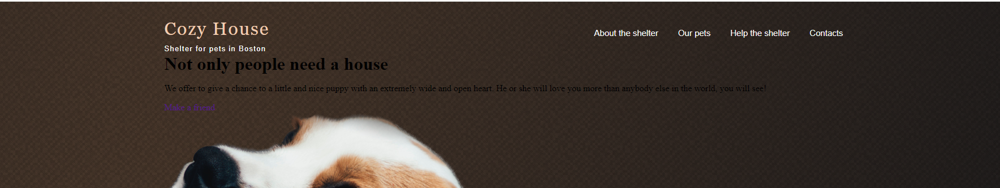 Cozy House
About the shelter Our pets Help the shelter Contacts
Shelter for pets in Boston
Not only people need a house
We offer to give a chance to a little and nice puppy with an extremely wide and open heart. He or she will love you more than anybody else in the world, you will see!
Make a friend